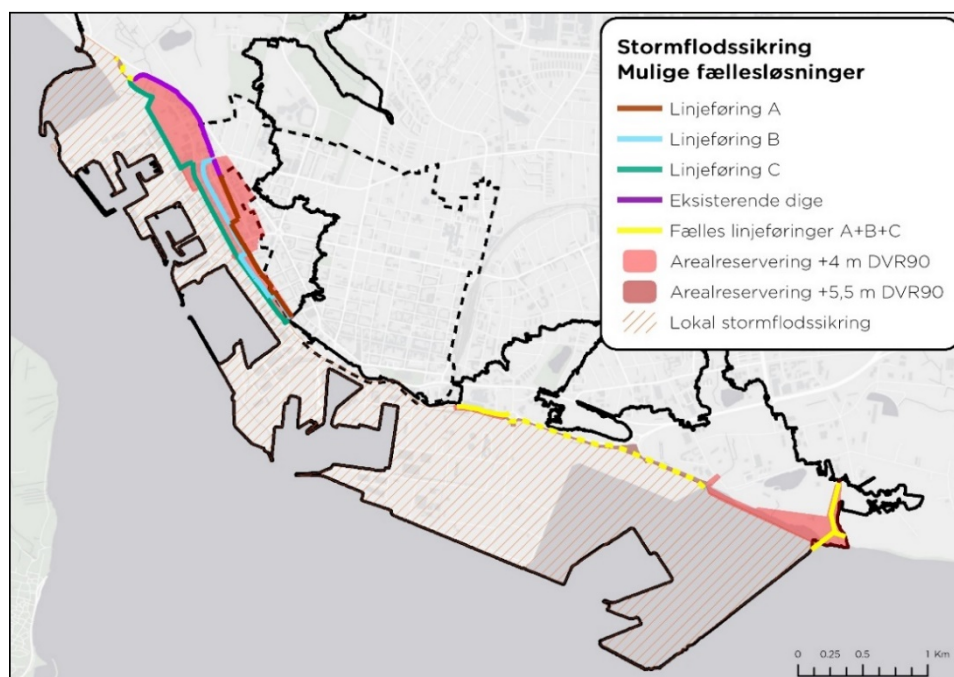 Stormflodssikring
Mulige fællesløsninger
Linjeføring A
Linjeføring B
Linjeføring C
Eksisterende dige
Fælles linjeføringer A+B+C
Arealreservering +4 m DVR90
Arealreservering +5,5 m DVR90
Lokal stormflodssikring
0 0.25 0.5 1 Km